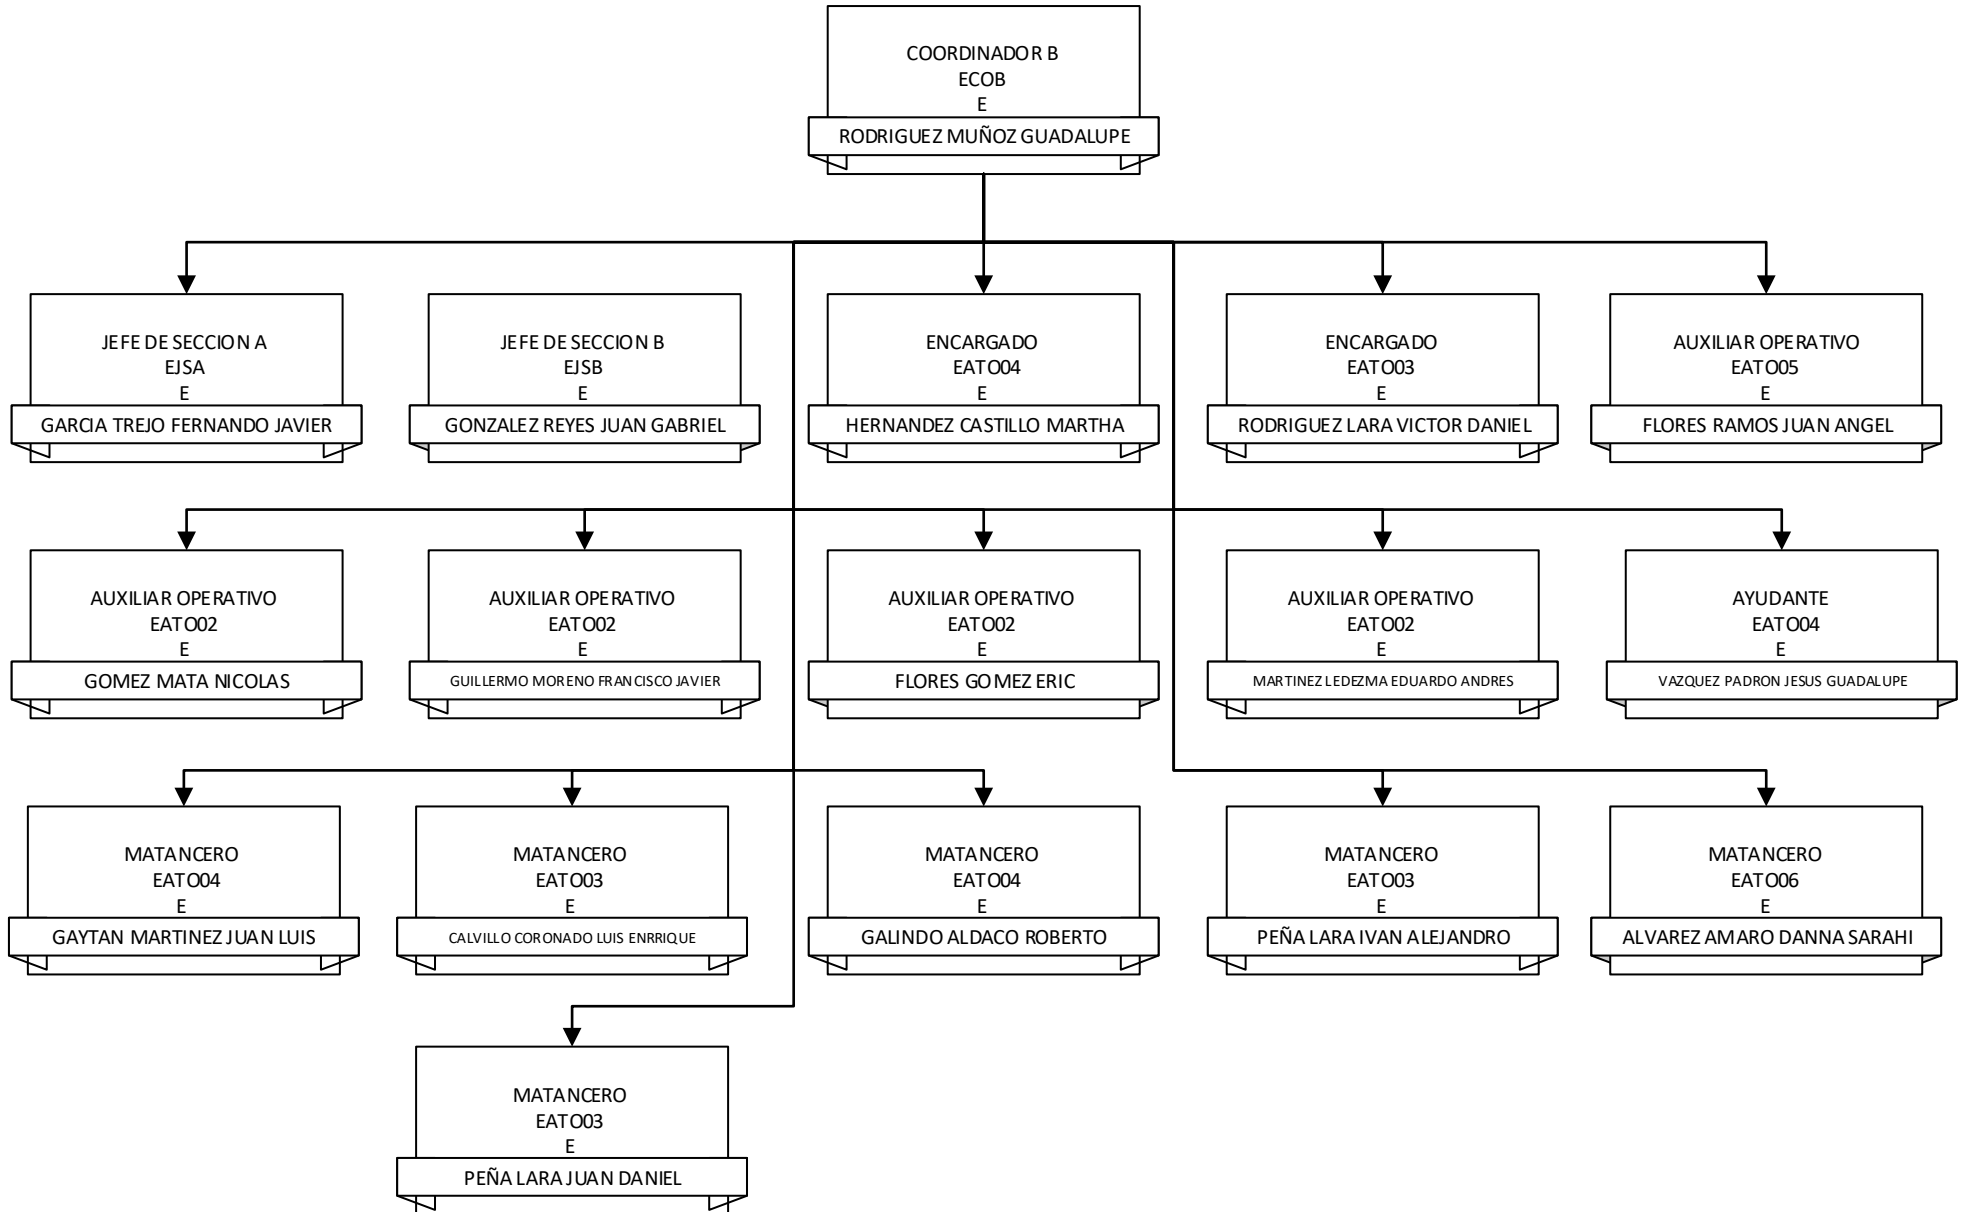 COORDINADOR B
ECOB
E
RODRIGUEZ MUÑOZ GUADALUPE
JEFE DE SECCION A
EJSA
E
GARCIA TREJO FERNANDO JAVIER
JEFE DE SECCION B
EJSB
E
GONZALEZ REYES JUAN GABRIEL
ENCARGADO
EATO04
E
HERNANDEZ CASTILLO MARTHA
ENCARGADO
EATO03
E
RODRIGUEZ LARA VICTOR DANIEL
AUXILIAR OPERATIVO
EATO05
E
FLORES RAMOS JUAN ANGEL
AUXILIAR OPERATIVO
EATO02
E
GOMEZ MATA NICOLAS
AUXILIAR OPERATIVO
EATO02
E
GUILLERMO MORENO FRANCISCO JAVIER
AUXILIAR OPERATIVO
EATO02
E
FLORES GOMEZ ERIC
AUXILIAR OPERATIVO
EATO02
E
MARTINEZ LEDEZMA EDUARDO ANDRES
AYUDANTE
EATO04
E
VAZQUEZ PADRON JESUS GUADALUPE
MATANCERO
EATO04
E
GAYTAN MARTINEZ JUAN LUIS
MATANCERO
EATO03
E
CALVILLO CORONADO LUIS ENRRIQUE
MATANCERO
EATO04
E
GALINDO ALDACO ROBERTO
MATANCERO
EATO03
E
PEÑA LARA IVAN ALEJANDRO
MATANCERO
EATO06
E
ALVAREZ AMARO DANNA SARAHI
MATANCERO
EATO03
E
PEÑA LARA JUAN DANIEL